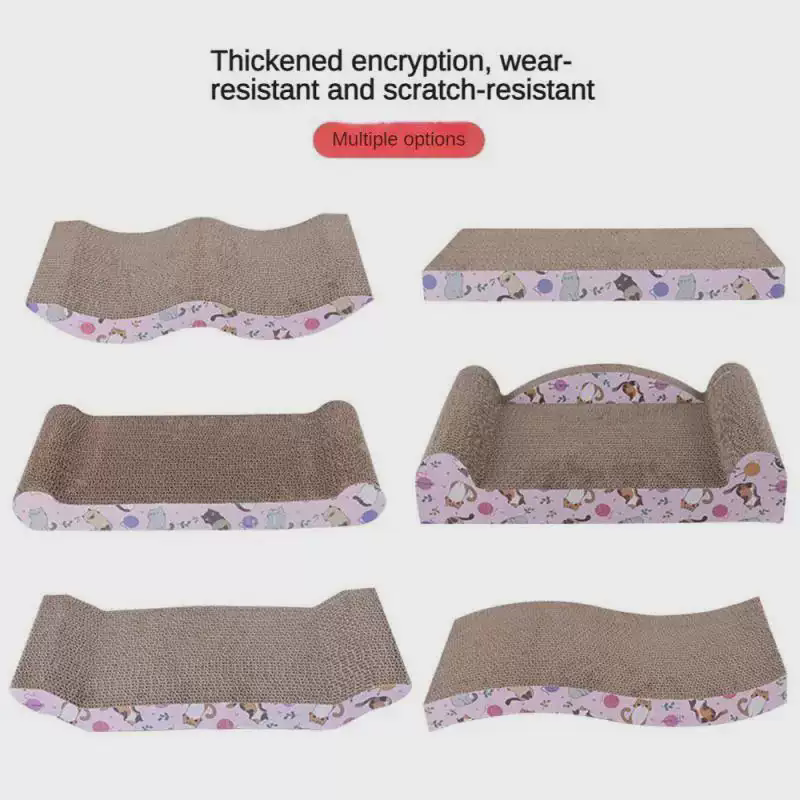 Thickened encryption, wear-
resistant and scratch-resistant
Multiple options